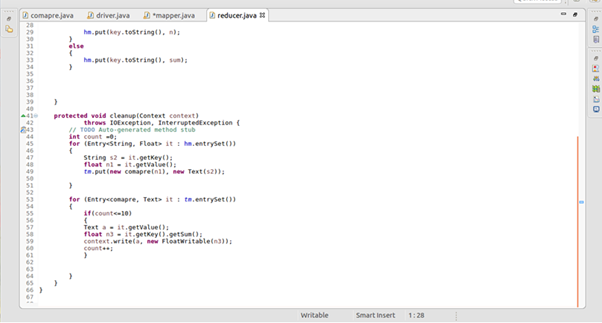 comapre.java driver.java *mapper.java reducer.java
28
29 hm.put(key.toString(), n);
30 }
31 else
32 {
33 hm.put(key.toString(), sum);
34 }
35
36
37
38
39 }
40
41 protected void cleanup(Context context)
42 throws IOException, InterruptedException {
43 // TODO Auto-generated method stub
44 int count =0;
45 for (Entry<String, Float> it : hm.entrySet())
46 {
47 String s2 = it.getKey();
48 float n1 = it.getValue();
49 tm.put(new comapre(n1), new Text(s2));
50
51 }
52
53 for (Entry<comapre, Text> it : tm.entrySet())
54 {
55 if(count<=10)
56 {
57 Text a = it.getValue();
58 float n3 = it.getKey().getSum();
59 context.write(a, new FloatWritable(n3));
60 count++;
61 }
62
63
64 }
65 }
66 }
67
Writable Smart Insert 1 : 28